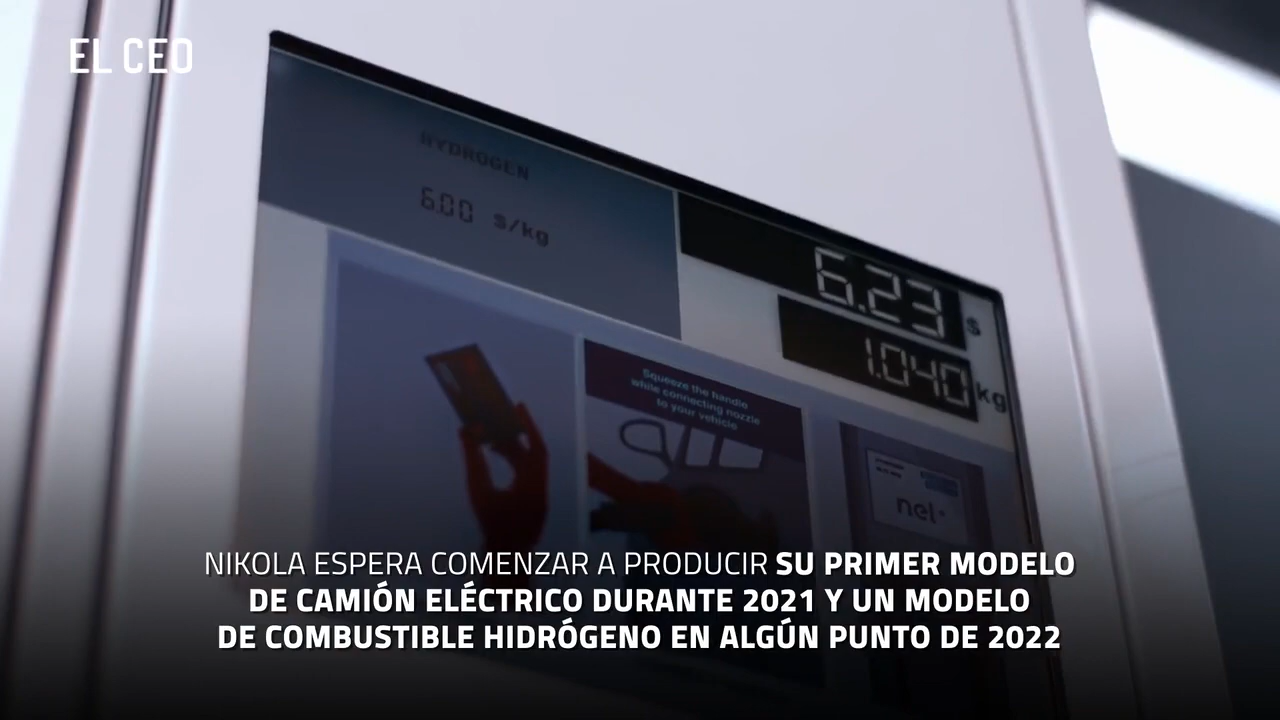 EL CEO
HYDROGEN
6.00 $/kg
6.23 $
1.040 kg
Squeeze the handle
while connecting nozzle
to your vehicle
nel•
NIKOLA ESPERA COMENZAR A PRODUCIR SU PRIMER MODELO
DE CAMIÓN ELÉCTRICO DURANTE 2021 Y UN MODELO
DE COMBUSTIBLE HIDRÓGENO EN ALGÚN PUNTO DE 2022